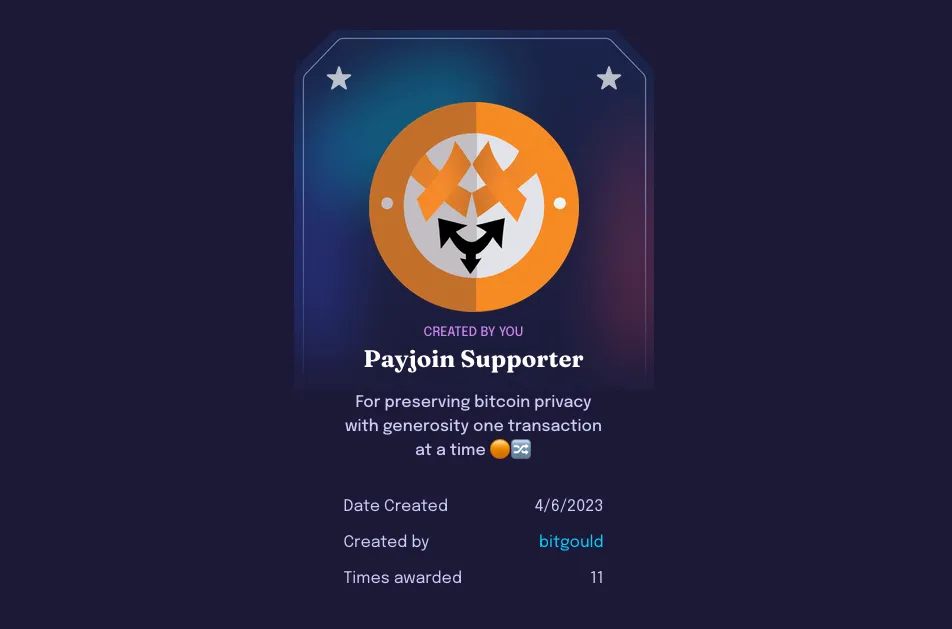 CREATED BY YOU
Payjoin Supporter
For preserving bitcoin privacy
with generosity one transaction
at a time 🟠🔀
Date Created 4/6/2023
Created by bitgould
Times awarded 11